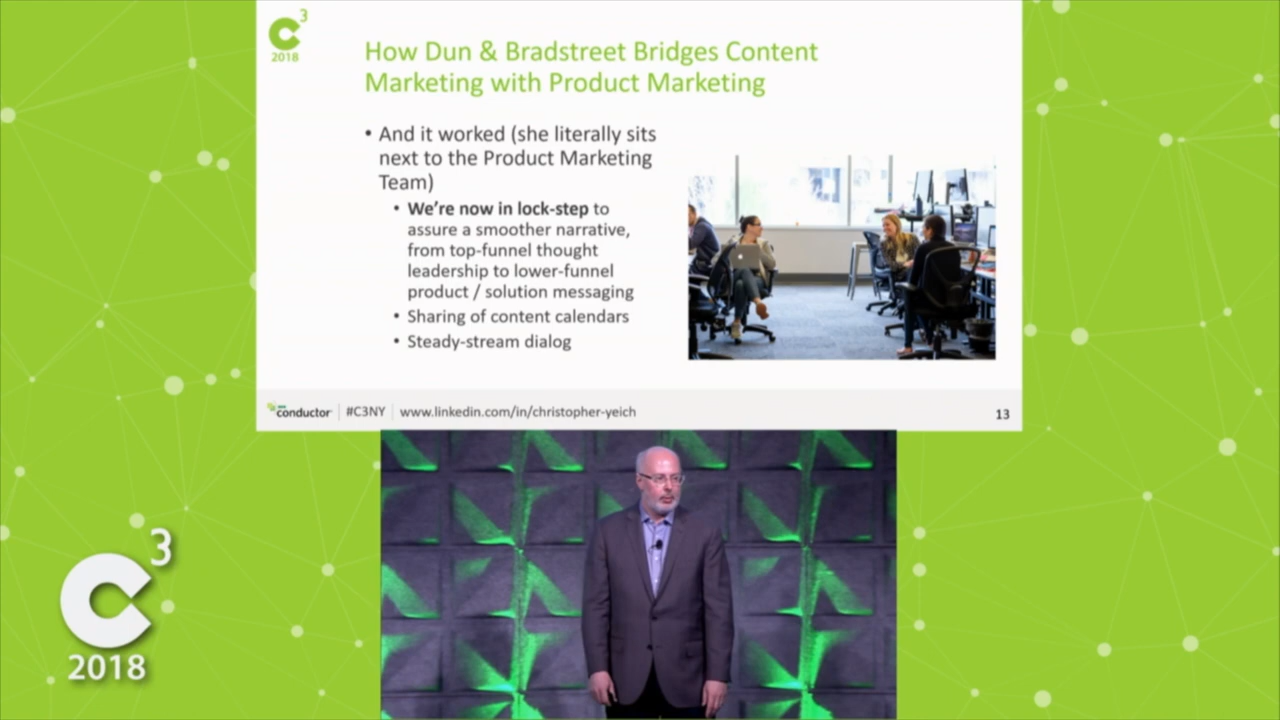 C3
2018
How Dun & Bradstreet Bridges Content
Marketing with Product Marketing
• And it worked (she literally sits
next to the Product Marketing
Team)
• We're now in lock-step to
assure a smoother narrative,
from top-funnel thought
leadership to lower-funnel
product / solution messaging
• Sharing of content calendars
• Steady-stream dialog
conductor | #C3NY | www.linkedin.com/in/christopher-yeich
13
C3
2018